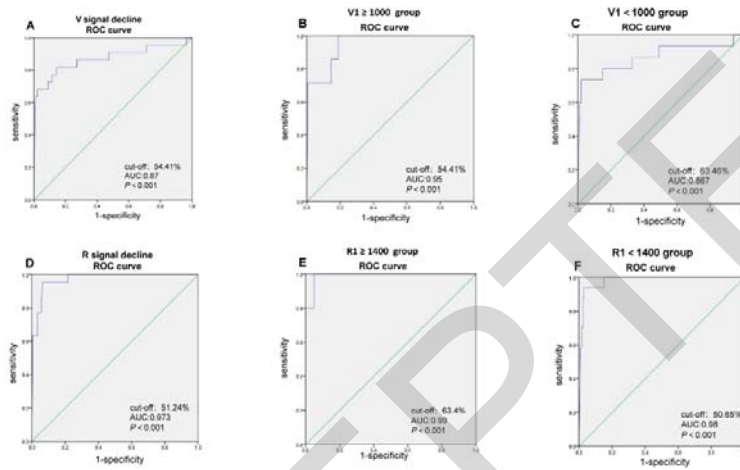 A
V signal decline
ROC curve
sensitivity
cut-off: 54.41%
AUC:0.87
P<0.001
1-specificity
B
V1 ≥ 1000 group
ROC curve
sensitivity
cut-off: 54.41%
AUC:0.95
P<0.001
1-specificity
C
V1 < 1000 group
ROC curve
sensitivity
cut-off: 63.46%
AUC:0.867
P<0.001
1-specificity
D
R signal decline
ROC curve
sensitivity
cut-off: 51.24%
AUC:0.973
P<0.001
1-specificity
E
R1 ≥ 1400 group
ROC curve
sensitivity
cut-off: 63.4%
AUC:0.99
P<0.001
1-specificity
F
R1 < 1400 group
ROC curve
sensitivity
cut-off: 50.65%
AUC:0.98
P<0.001
1-specificity